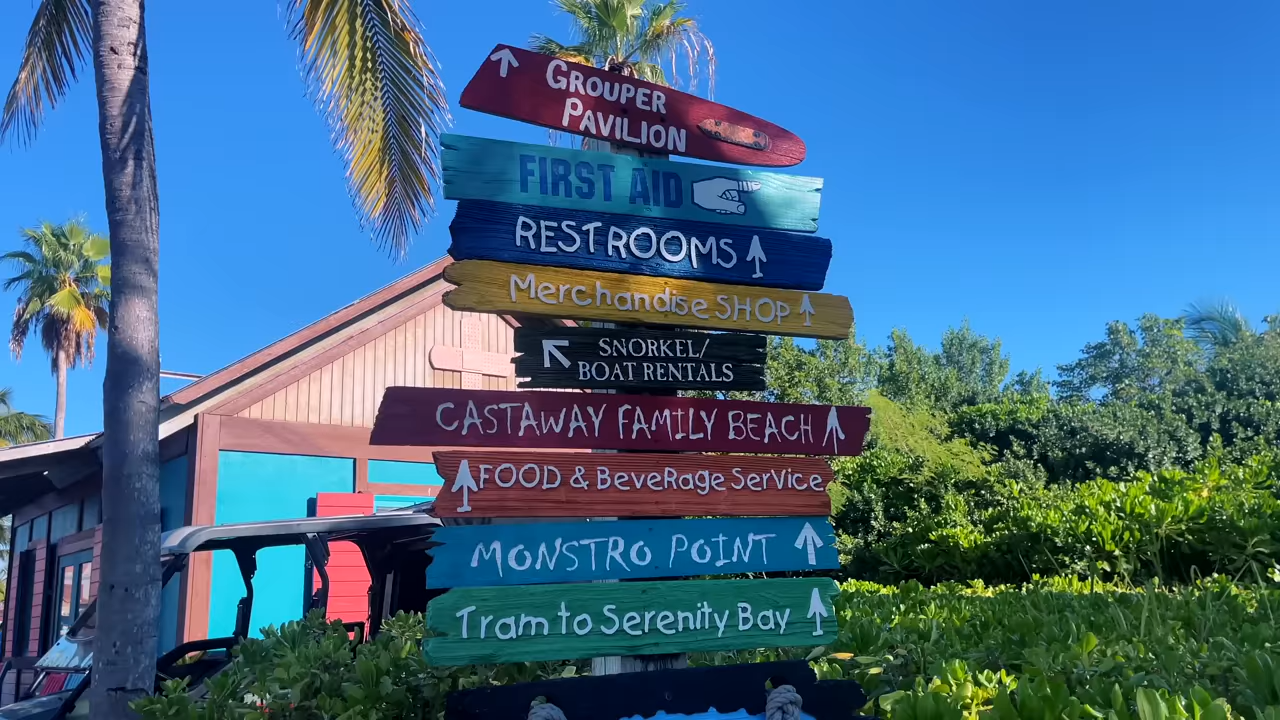 GROUPER
PAVILION
FIRST AID
RESTROOMS
Merchandise SHOP
SNORKEL/
BOAT RENTALS
CASTAWAY FAMILY BEACH
FOOD & BeveRage Service
MONSTRO POINT
Tram to Serenity Bay